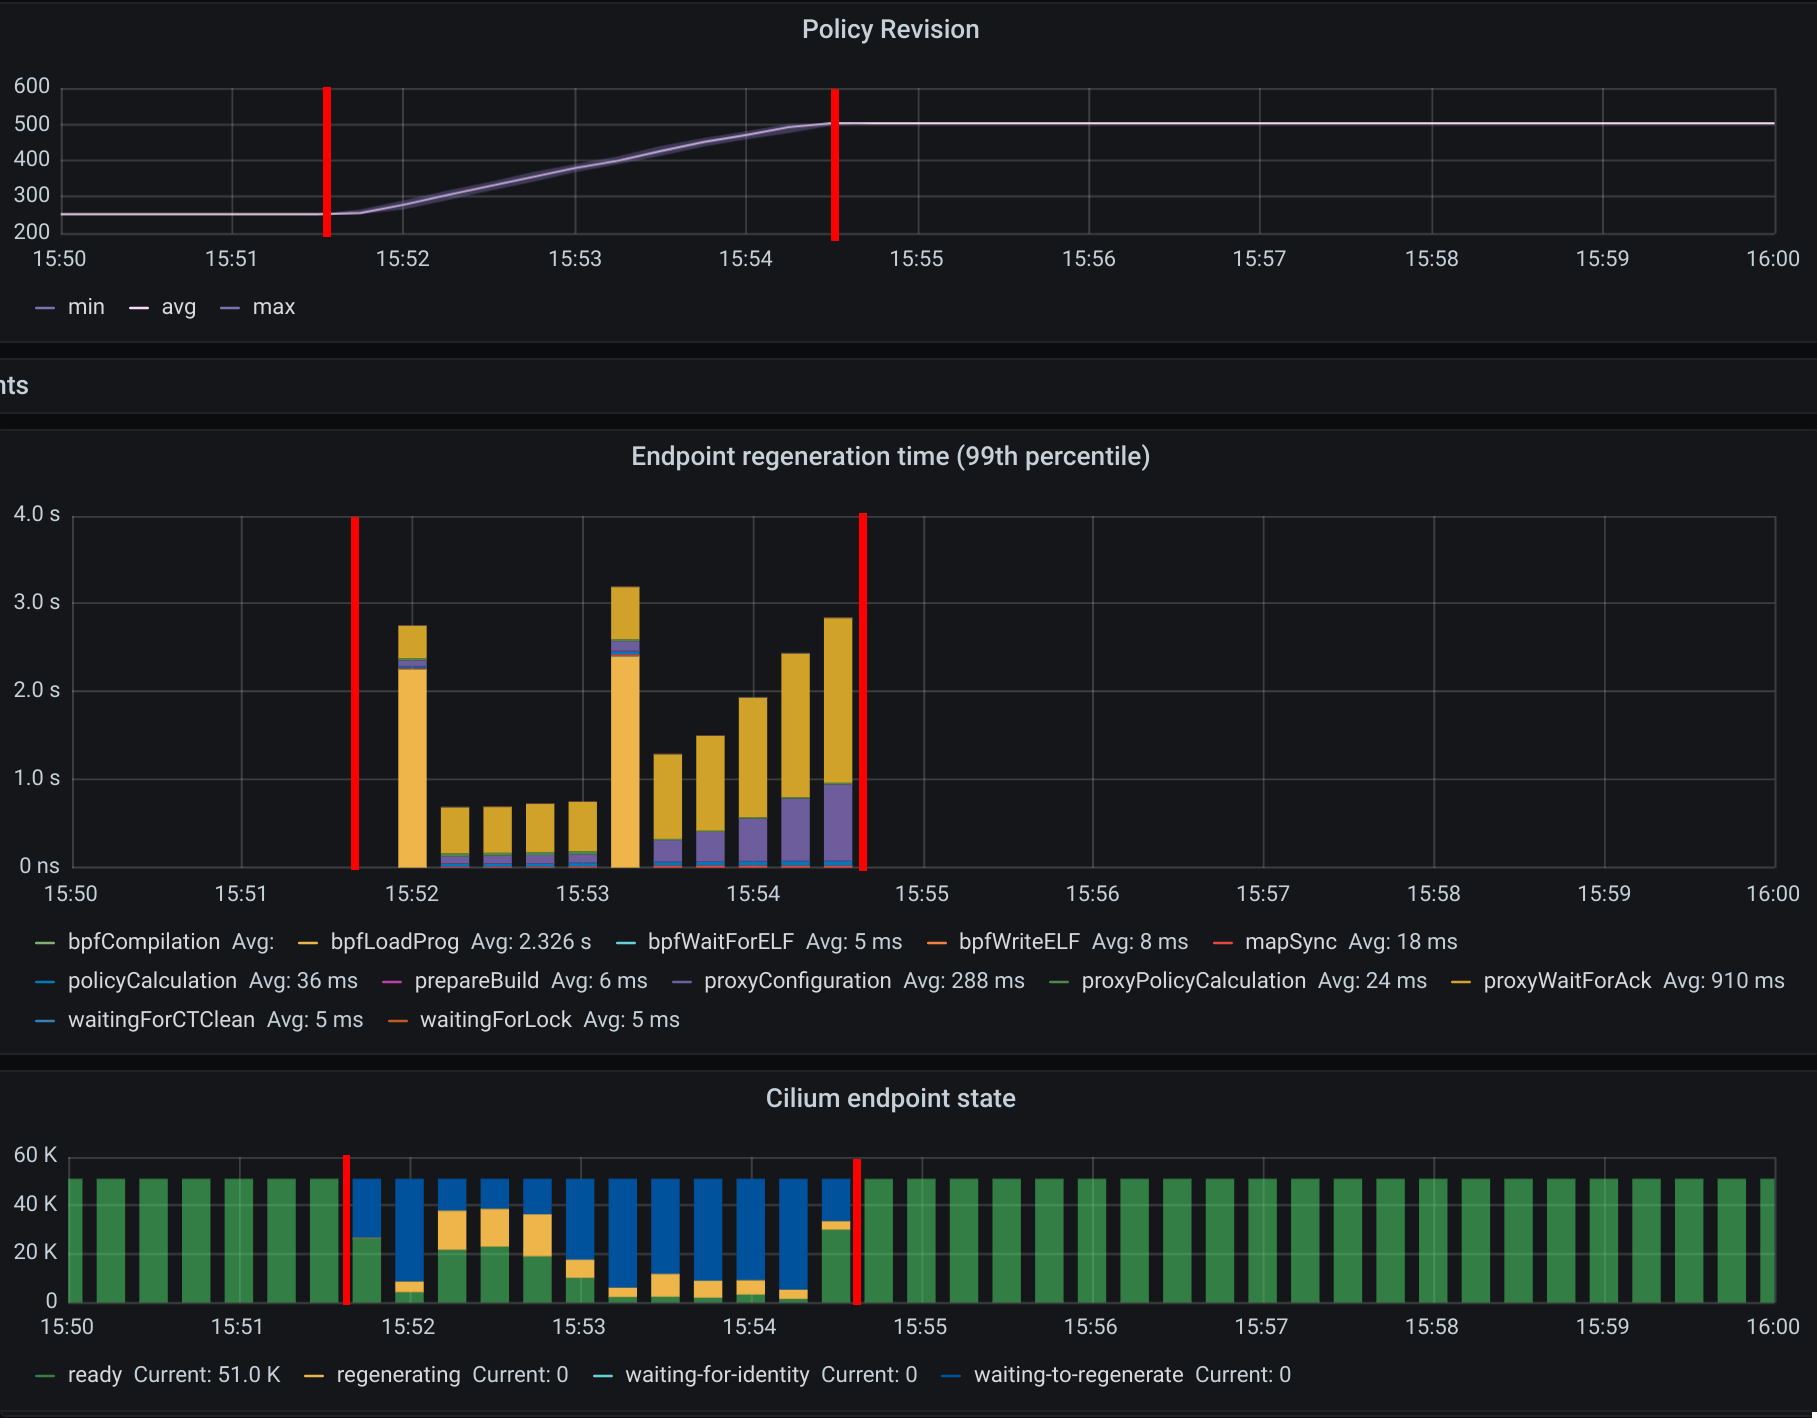 Policy Revision
600
500
400
300
200
15:50 15:51 15:52 15:53 15:54 15:55 15:56 15:57 15:58 15:59 16:00
min avg max
nts
Endpoint regeneration time (99th percentile)
4.0 s
3.0 s
2.0 s
1.0 s
0 ns
15:50 15:51 15:52 15:53 15:54 15:55 15:56 15:57 15:58 15:59 16:00
bpfCompilation Avg: bpfLoadProg Avg: 2.326 s bpfWaitForELF Avg: 5 ms bpfWriteELF Avg: 8 ms mapSync Avg: 18 ms
policyCalculation Avg: 36 ms prepareBuild Avg: 6 ms proxyConfiguration Avg: 288 ms proxyPolicyCalculation Avg: 24 ms proxyWaitForAck Avg: 910 ms
waitingForCTClean Avg: 5 ms waitingForLock Avg: 5 ms
Cilium endpoint state
60 K
40 K
20 K
0
15:50 15:51 15:52 15:53 15:54 15:55 15:56 15:57 15:58 15:59 16:00
ready Current: 51.0 K regenerating Current: 0 waiting-for-identity Current: 0 waiting-to-regenerate Current: 0